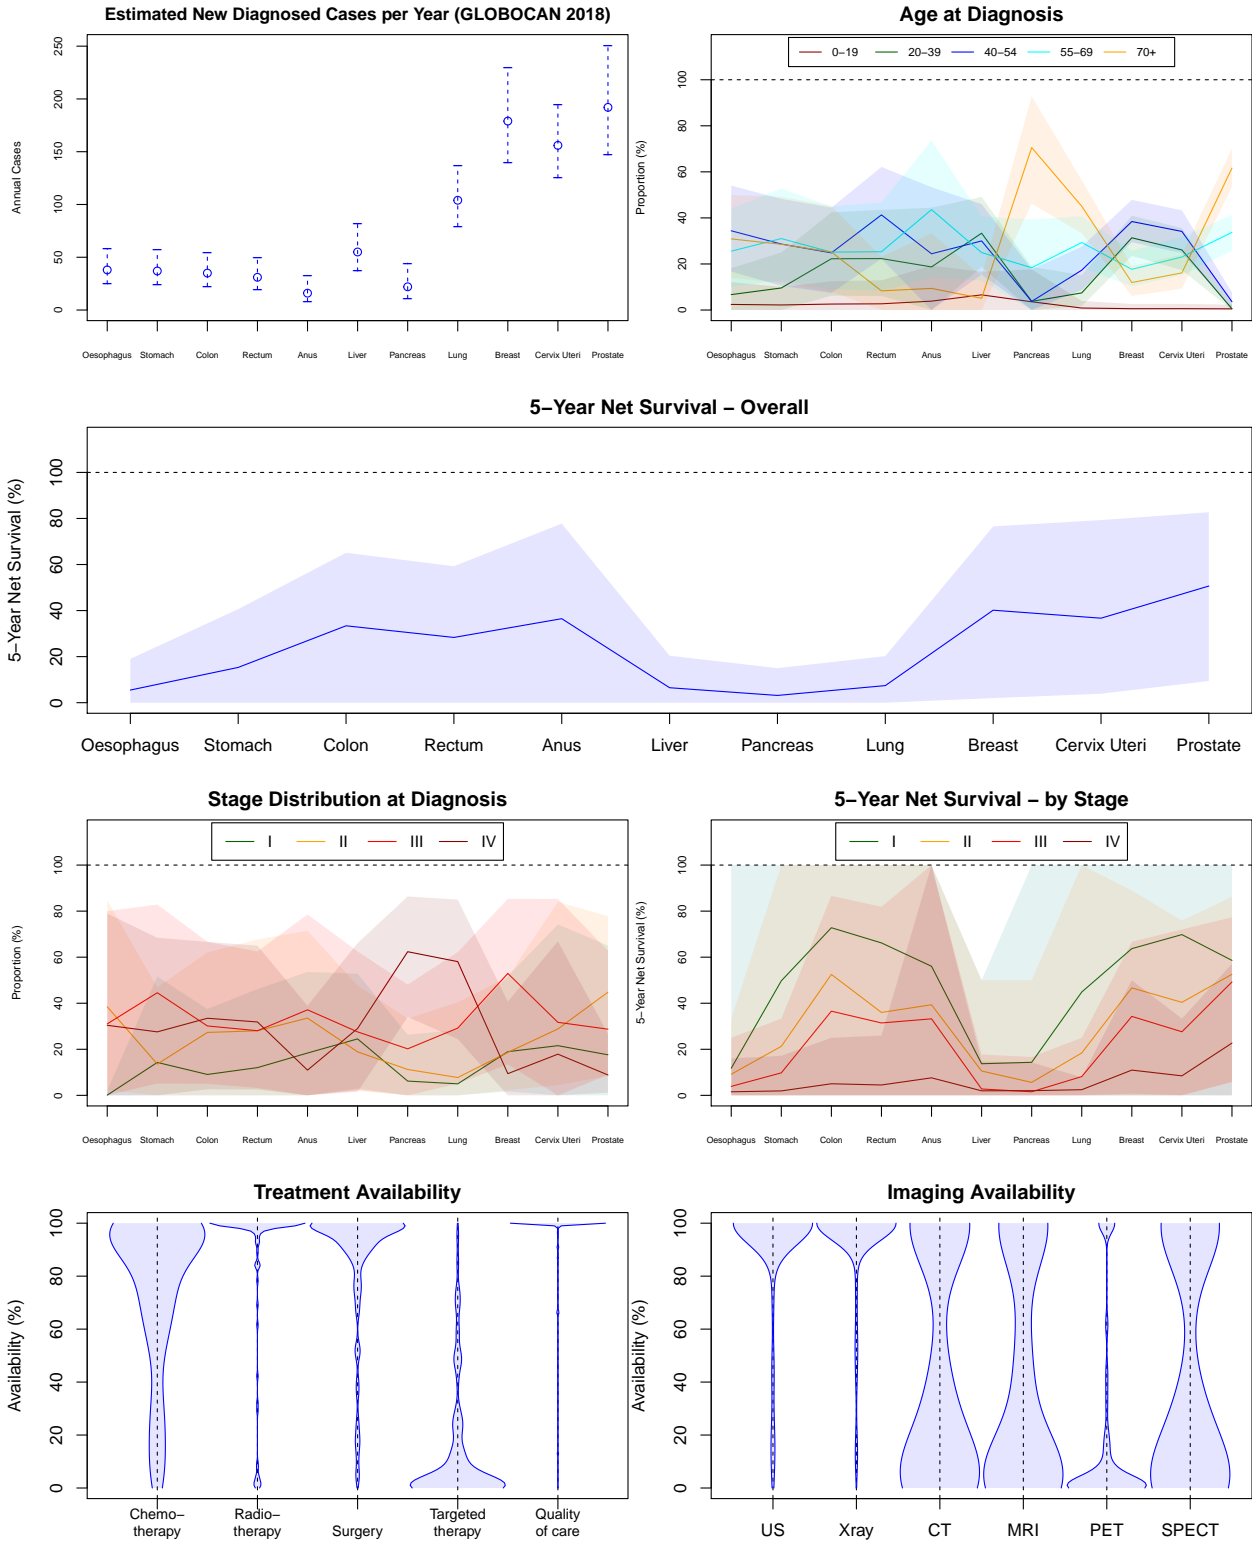 Estimated New Diagnosed Cases per Year (GLOBOCAN 2018)
Annual Cases
0
50
100
150
200
250
Oesophagus Stomach Colon Rectum Anus Liver Pancreas Lung Breast Cervix Uteri Prostate
Age at Diagnosis
0−19 20−39 40−54 55−69 70+
Proportion (%)
0
20
40
60
80
100
Oesophagus Stomach Colon Rectum Anus Liver Pancreas Lung Breast Cervix Uteri Prostate
5−Year Net Survival − Overall
5−Year Net Survival (%)
0
20
40
60
80
100
Oesophagus Stomach Colon Rectum Anus Liver Pancreas Lung Breast Cervix Uteri Prostate
Stage Distribution at Diagnosis
I II III IV
Proportion (%)
0
20
40
60
80
100
Oesophagus Stomach Colon Rectum Anus Liver Pancreas Lung Breast Cervix Uteri Prostate
5−Year Net Survival − by Stage
I II III IV
5−Year Net Survival (%)
0
20
40
60
80
100
Oesophagus Stomach Colon Rectum Anus Liver Pancreas Lung Breast Cervix Uteri Prostate
Treatment Availability
Availability (%)
0
20
40
60
80
100
Chemo−
therapy
Radio−
therapy
Surgery
Targeted
therapy
Quality
of care
Imaging Availability
Availability (%)
0
20
40
60
80
100
US Xray CT MRI PET SPECT